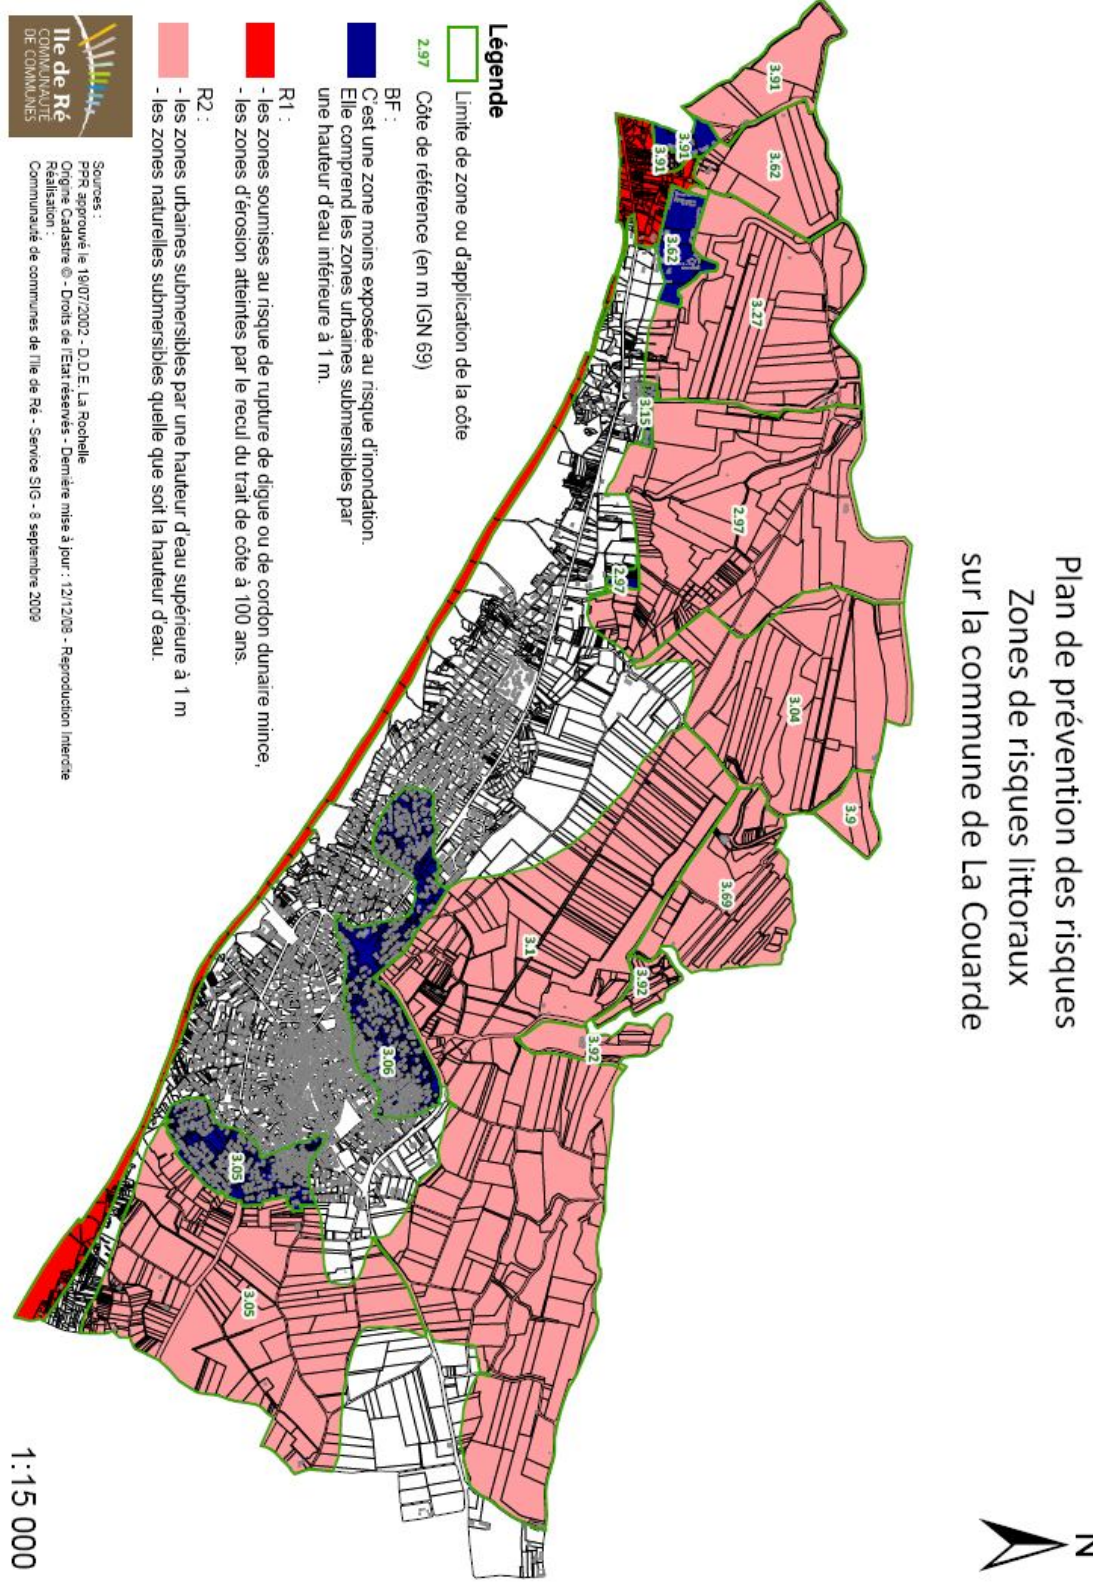 Plan de prévention des risques
Zones de risques littoraux
sur la commune de La Couarde
N
3.91
3.62
3.91
3.91
3.62
3.27
3.15
2.97
2.97
3.04
3.9
3.69
3.1
3.92
3.92
3.06
3.05
3.05
Légende
Limite de zone ou d'application de la côte
2.97 Côte de référence (en m IGN 69)
BF :
C'est une zone moins exposée au risque d'inondation.
Elle comprend les zones urbaines submersibles par
une hauteur d'eau inférieure à 1 m.
R1 :
- les zones soumises au risque de rupture de digue ou de cordon dunaire mince,
- les zones d'érosion atteintes par le recul du trait de côte à 100 ans.
R2 :
- les zones urbaines submersibles par une hauteur d'eau supérieure à 1 m
- les zones naturelles submersibles quelle que soit la hauteur d'eau.
Ile de Ré
COMMUNAUTÉ
DE COMMUNES
Sources :
PPR approuvé le 19/07/2002 - D.D.E. La Rochelle
Origine Cadastre © - Droits de l'Etat réservés - Dernière mise à jour : 12/12/08 - Reproduction Interdite
Réalisation :
Communauté de communes de l'Ile de Ré - Service SIG - 8 septembre 2009
1:15 000